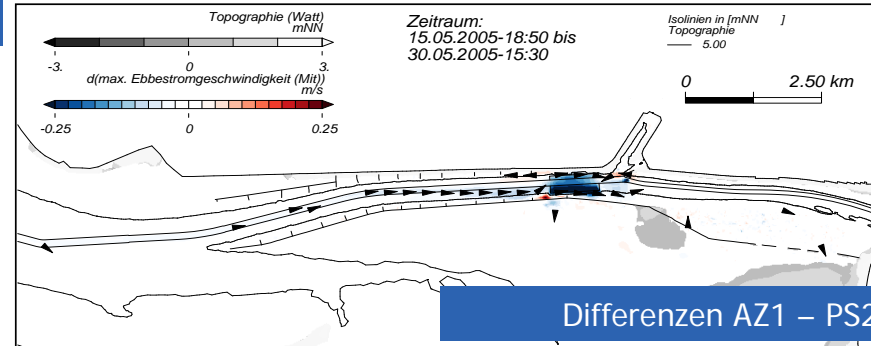 Topographie (Watt)
mNN
-3. 0 3.
d(max. Ebbestromgeschwindigkeit (Mit))
m/s
-0.25 0 0.25
Zeitraum:
15.05.2005-18:50 bis
30.05.2005-15:30
Isolinien in [mNN ]
Topographie
5.00
0 2.50 km
Differenzen AZ1 – PS2